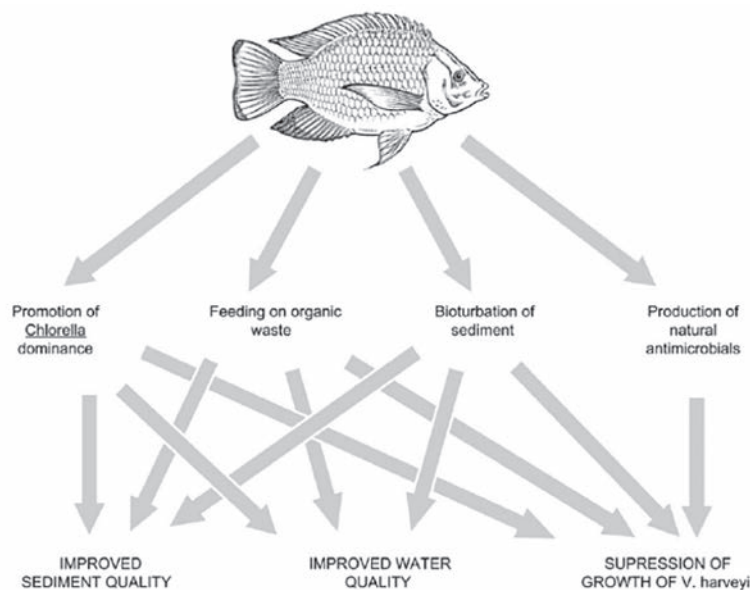 Promotion of
Chlorella
dominance
Feeding on organic
waste
Bioturbation of
sediment
Production of
natural
antimicrobials
IMPROVED
SEDIMENT QUALITY
IMPROVED WATER
QUALITY
SUPRESSION OF
GROWTH OF V. harveyi